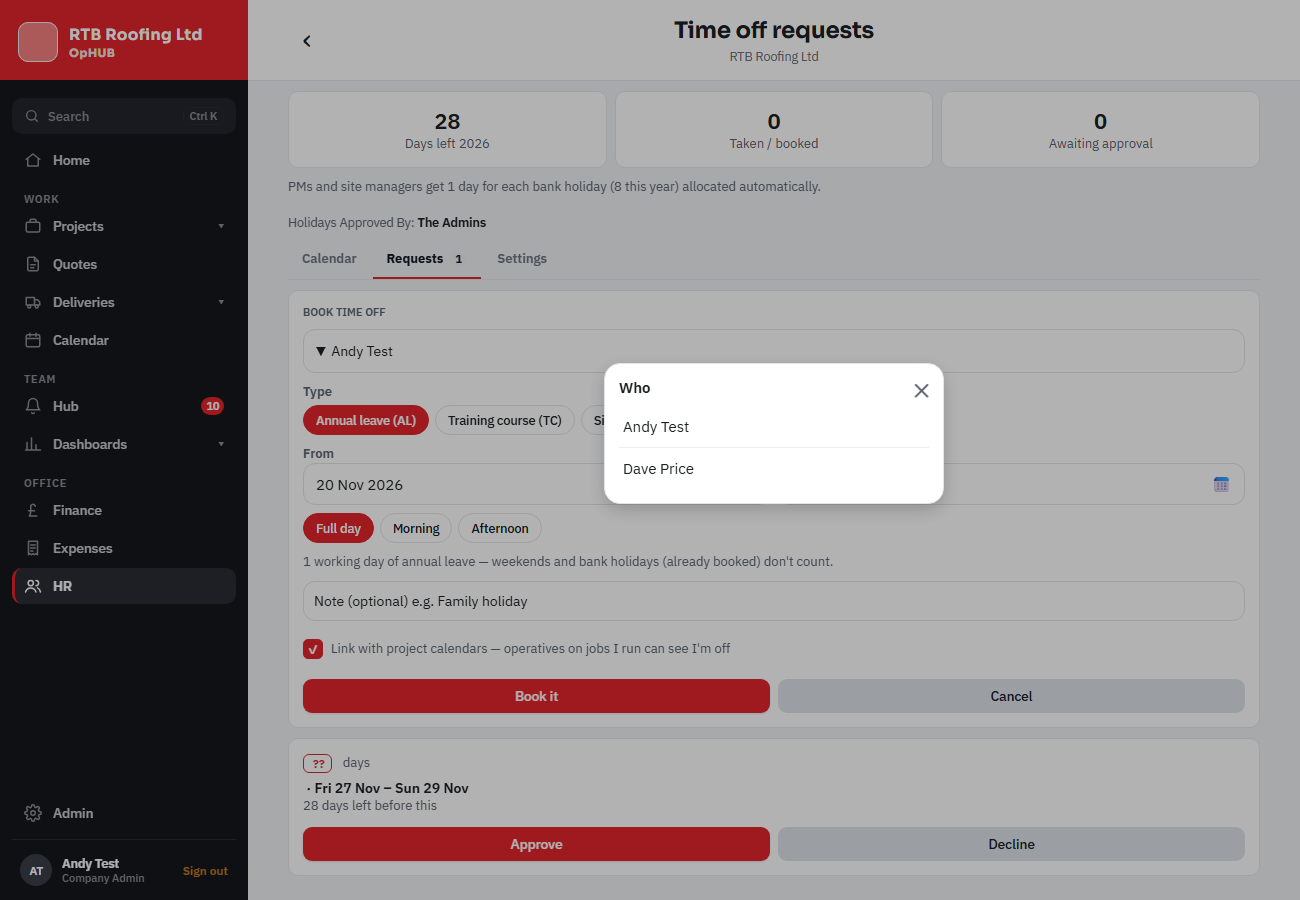 RTB Roofing Ltd
OpHUB
Search
Ctrl K
Home
WORK
Projects
Quotes
Deliveries
Calendar
TEAM
Hub
10
Dashboards
OFFICE
Finance
Expenses
HR
Admin
AT
Andy Test
Company Admin
Sign out
Time off requests
RTB Roofing Ltd
28
Days left 2026
0
Taken / booked
0
Awaiting approval
PMs and site managers get 1 day for each bank holiday (8 this year) allocated automatically.
Holidays Approved By: The Admins
Calendar
Requests 1
Settings
BOOK TIME OFF
▼ Andy Test
Type
Annual leave (AL)
Training course (TC)
Si
From
20 Nov 2026
Full day
Morning
Afternoon
1 working day of annual leave — weekends and bank holidays (already booked) don't count.
Note (optional) e.g. Family holiday
Link with project calendars — operatives on jobs I run can see I'm off
Book it
Cancel
?? days
· Fri 27 Nov – Sun 29 Nov
28 days left before this
Approve
Decline
Who
Andy Test
Dave Price